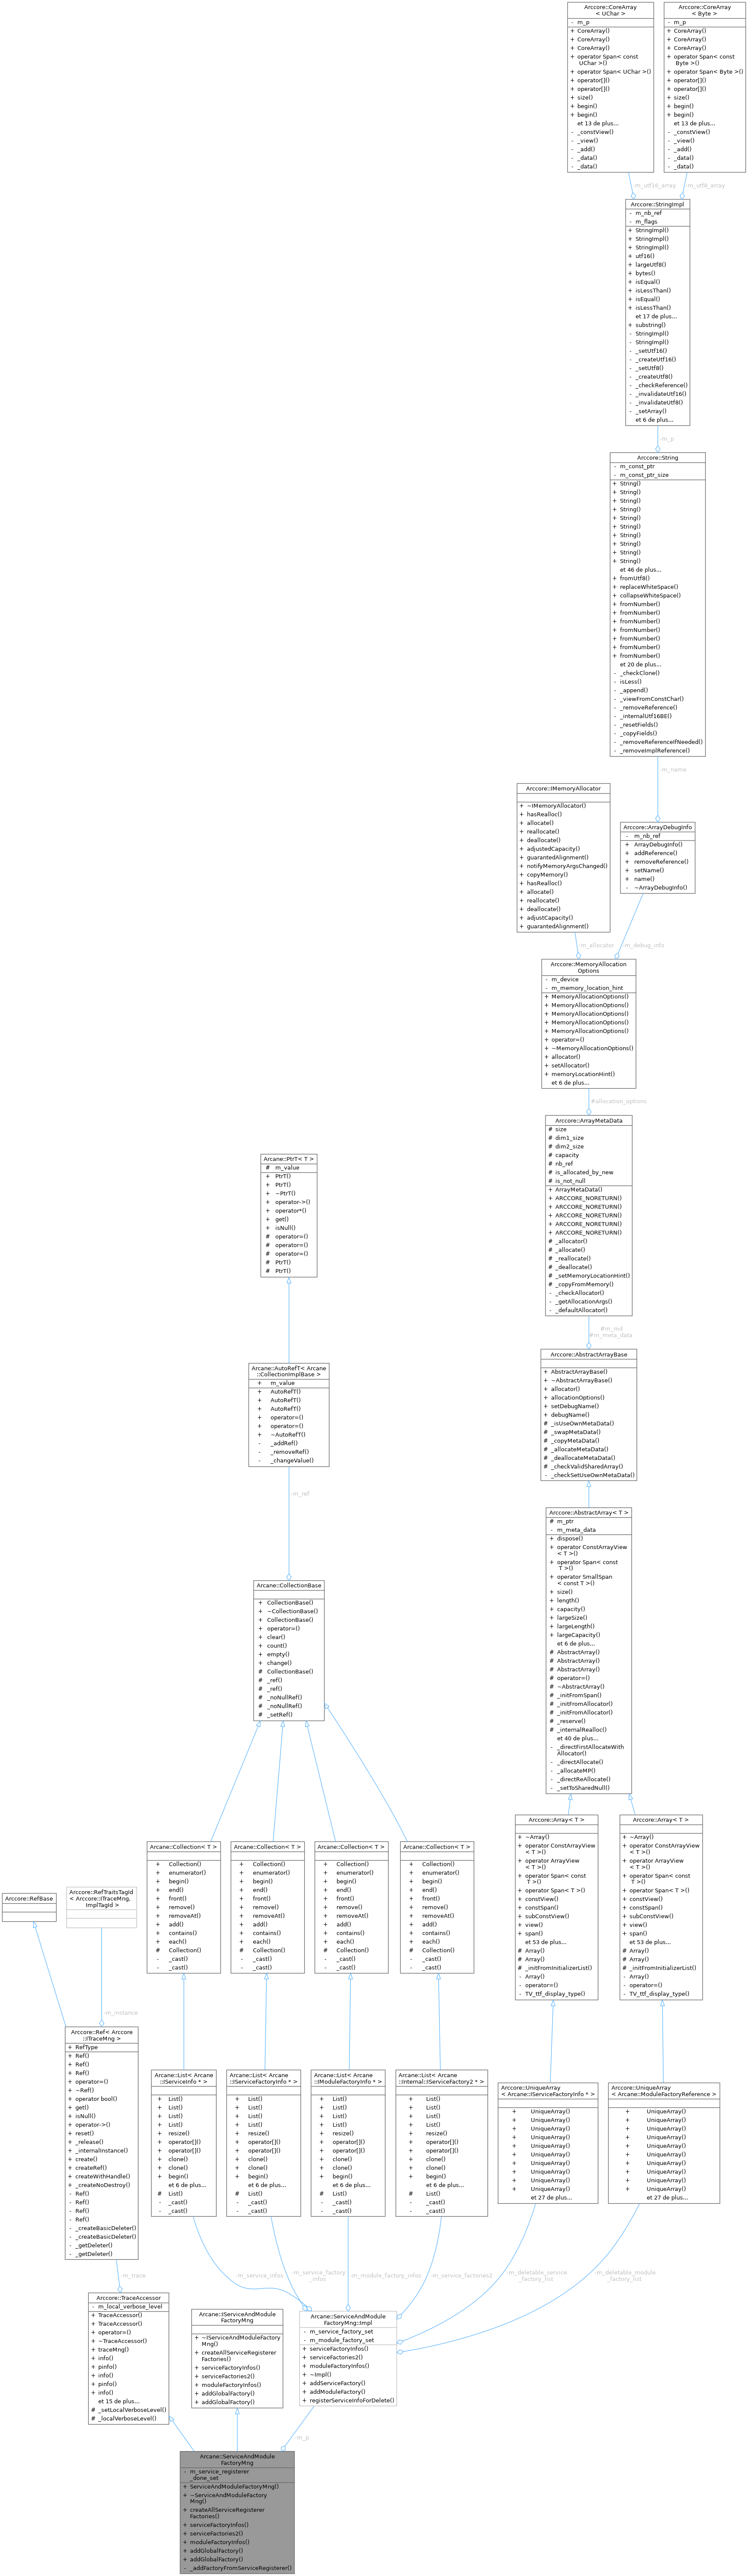 Arccore::CoreArray
< UChar >
- m_p
+ CoreArray()
+ CoreArray()
+ CoreArray()
+ operator Span< const
UChar >()
+ operator Span< UChar >()
+ operator[]()
+ operator[]()
+ size()
+ begin()
+ begin()
et 13 de plus...
- _constView()
- _view()
- _add()
- _data()
- _data()
Arccore::CoreArray
< Byte >
- m_p
+ CoreArray()
+ CoreArray()
+ CoreArray()
+ operator Span< const
Byte >()
+ operator Span< Byte >()
+ operator[]()
+ operator[]()
+ size()
+ begin()
+ begin()
et 13 de plus...
- _constView()
- _view()
- _add()
- _data()
- _data()
-m_utf16_array
-m_utf8_array
Arccore::StringImpl
- m_nb_ref
- m_flags
+ StringImpl()
+ StringImpl()
+ StringImpl()
+ utf16()
+ largeUtf8()
+ bytes()
+ isEqual()
+ isLessThan()
+ isEqual()
+ isLessThan()
et 17 de plus...
+ substring()
- StringImpl()
- StringImpl()
- _setUtf16()
- _createUtf16()
- _setUtf8()
- _createUtf8()
- _checkReference()
- _invalidateUtf16()
- _invalidateUtf8()
- _setArray()
et 6 de plus...
-m_p
Arccore::String
- m_const_ptr
- m_const_ptr_size
+ String()
+ String()
+ String()
+ String()
+ String()
+ String()
+ String()
+ String()
+ String()
+ String()
et 46 de plus...
+ fromUtf8()
+ replaceWhiteSpace()
+ collapseWhiteSpace()
+ fromNumber()
+ fromNumber()
+ fromNumber()
+ fromNumber()
+ fromNumber()
+ fromNumber()
+ fromNumber()
et 20 de plus...
- _checkClone()
- isLess()
- _append()
- _viewFromConstChar()
- _removeReference()
- _internalUtf16BE()
- _resetFields()
- _copyFields()
- _removeReferenceIfNeeded()
- _removeImplReference()
-m_name
Arccore::IMemoryAllocator
+ ~IMemoryAllocator()
+ hasRealloc()
+ allocate()
+ reallocate()
+ deallocate()
+ adjustedCapacity()
+ guarantedAlignment()
+ notifyMemoryArgsChanged()
+ copyMemory()
+ hasRealloc()
+ allocate()
+ reallocate()
+ deallocate()
+ adjustCapacity()
+ guarantedAlignment()
Arccore::ArrayDebugInfo
- m_nb_ref
+ ArrayDebugInfo()
+ addReference()
+ removeReference()
+ setName()
+ name()
- ~ArrayDebugInfo()
-m_allocator
-m_debug_info
Arccore::MemoryAllocation
Options
- m_device
- m_memory_location_hint
+ MemoryAllocationOptions()
+ MemoryAllocationOptions()
+ MemoryAllocationOptions()
+ MemoryAllocationOptions()
+ MemoryAllocationOptions()
+ operator=()
+ ~MemoryAllocationOptions()
+ allocator()
+ setAllocator()
+ memoryLocationHint()
et 6 de plus...
#allocation_options
Arccore::ArrayMetaData
# size
# dim1_size
# dim2_size
# capacity
# nb_ref
# is_allocated_by_new
# is_not_null
+ ArrayMetaData()
+ ARCCORE_NORETURN()
+ ARCCORE_NORETURN()
+ ARCCORE_NORETURN()
+ ARCCORE_NORETURN()
+ ARCCORE_NORETURN()
# _allocator()
# _allocate()
# _reallocate()
# _deallocate()
# _setMemoryLocationHint()
# _copyFromMemory()
- _checkAllocator()
- _getAllocationArgs()
- _defaultAllocator()
#m_md
#m_meta_data
Arccore::AbstractArrayBase
+ AbstractArrayBase()
+ ~AbstractArrayBase()
+ allocator()
+ allocationOptions()
+ setDebugName()
+ debugName()
# _isUseOwnMetaData()
# _swapMetaData()
# _copyMetaData()
# _allocateMetaData()
# _deallocateMetaData()
# _checkValidSharedArray()
- _checkSetUseOwnMetaData()
Arccore::AbstractArray< T >
# m_ptr
- m_meta_data
+ dispose()
+ operator ConstArrayView
< T >()
+ operator Span< const
T >()
+ operator SmallSpan
< const T >()
+ size()
+ length()
+ capacity()
+ largeSize()
+ largeLength()
+ largeCapacity()
et 6 de plus...
# AbstractArray()
# AbstractArray()
# AbstractArray()
# operator=()
# ~AbstractArray()
# _initFromSpan()
# _initFromAllocator()
# _initFromAllocator()
# _reserve()
# _internalRealloc()
et 40 de plus...
- _directFirstAllocateWith
Allocator()
- _directAllocate()
- _allocateMP()
- _directReAllocate()
- _setToSharedNull()
Arccore::Array< T >
+ ~Array()
+ operator ConstArrayView
< T >()
+ operator ArrayView
< T >()
+ operator Span< const
T >()
+ operator Span< T >()
+ constView()
+ constSpan()
+ subConstView()
+ view()
+ span()
et 53 de plus...
# Array()
# Array()
# _initFromInitializerList()
- Array()
- operator=()
- TV_ttf_display_type()
Arccore::Array< T >
+ ~Array()
+ operator ConstArrayView
< T >()
+ operator ArrayView
< T >()
+ operator Span< const
T >()
+ operator Span< T >()
+ constView()
+ constSpan()
+ subConstView()
+ view()
+ span()
et 53 de plus...
# Array()
# Array()
# _initFromInitializerList()
- Array()
- operator=()
- TV_ttf_display_type()
Arcane::PtrT< T >
# m_value
+ PtrT()
+ PtrT()
+ ~PtrT()
+ operator->()
+ operator*()
+ get()
+ isNull()
# operator=()
# operator=()
# operator=()
# PtrT()
# PtrT()
Arcane::AutoRefT< Arcane
::CollectionImplBase >
+ m_value
+ AutoRefT()
+ AutoRefT()
+ AutoRefT()
+ operator=()
+ operator=()
+ ~AutoRefT()
- _addRef()
- _removeRef()
- _changeValue()
-m_ref
Arcane::CollectionBase
+ CollectionBase()
+ ~CollectionBase()
+ CollectionBase()
+ operator=()
+ clear()
+ count()
+ empty()
+ change()
# CollectionBase()
# _ref()
# _ref()
# _noNullRef()
# _noNullRef()
# _setRef()
Arcane::Collection< T >
+ Collection()
+ enumerator()
+ begin()
+ end()
+ front()
+ remove()
+ removeAt()
+ add()
+ contains()
+ each()
# Collection()
- _cast()
- _cast()
Arcane::Collection< T >
+ Collection()
+ enumerator()
+ begin()
+ end()
+ front()
+ remove()
+ removeAt()
+ add()
+ contains()
+ each()
# Collection()
- _cast()
- _cast()
Arcane::Collection< T >
+ Collection()
+ enumerator()
+ begin()
+ end()
+ front()
+ remove()
+ removeAt()
+ add()
+ contains()
+ each()
# Collection()
- _cast()
- _cast()
Arcane::Collection< T >
+ Collection()
+ enumerator()
+ begin()
+ end()
+ front()
+ remove()
+ removeAt()
+ add()
+ contains()
+ each()
# Collection()
- _cast()
- _cast()
Arccore::RefBase
Arccore::RefTraitsTagId
< Arccore::ITraceMng,
ImplTagId >
-m_instance
Arccore::Ref< Arccore
::ITraceMng >
+ RefType
+ Ref()
+ Ref()
+ Ref()
+ operator=()
+ ~Ref()
+ operator bool()
+ get()
+ isNull()
+ operator->()
+ reset()
+ _release()
+ _internalInstance()
+ create()
+ createRef()
+ createWithHandle()
+ _createNoDestroy()
- Ref()
- Ref()
- Ref()
- Ref()
- _createBasicDeleter()
- _createBasicDeleter()
- _getDeleter()
- _getDeleter()
Arcane::List< Arcane
::IServiceInfo * >
+ List()
+ List()
+ List()
+ List()
+ resize()
+ operator[]()
+ operator[]()
+ clone()
+ clone()
+ begin()
et 6 de plus...
# List()
- _cast()
- _cast()
Arcane::List< Arcane
::IServiceFactoryInfo * >
+ List()
+ List()
+ List()
+ List()
+ resize()
+ operator[]()
+ operator[]()
+ clone()
+ clone()
+ begin()
et 6 de plus...
# List()
- _cast()
- _cast()
Arcane::List< Arcane
::IModuleFactoryInfo * >
+ List()
+ List()
+ List()
+ List()
+ resize()
+ operator[]()
+ operator[]()
+ clone()
+ clone()
+ begin()
et 6 de plus...
# List()
- _cast()
- _cast()
Arcane::List< Arcane::
Internal::IServiceFactory2 * >
+ List()
+ List()
+ List()
+ List()
+ resize()
+ operator[]()
+ operator[]()
+ clone()
+ clone()
+ begin()
et 6 de plus...
# List()
- _cast()
- _cast()
Arccore::UniqueArray
< Arcane::IServiceFactoryInfo * >
+ UniqueArray()
+ UniqueArray()
+ UniqueArray()
+ UniqueArray()
+ UniqueArray()
+ UniqueArray()
+ UniqueArray()
+ UniqueArray()
+ UniqueArray()
+ UniqueArray()
et 27 de plus...
Arccore::UniqueArray
< Arcane::ModuleFactoryReference >
+ UniqueArray()
+ UniqueArray()
+ UniqueArray()
+ UniqueArray()
+ UniqueArray()
+ UniqueArray()
+ UniqueArray()
+ UniqueArray()
+ UniqueArray()
+ UniqueArray()
et 27 de plus...
-m_trace
-m_service_infos
-m_service_factory
_infos
-m_module_factory_infos
-m_service_factories2
-m_deletable_service
_factory_list
-m_deletable_module
_factory_list
Arccore::TraceAccessor
- m_local_verbose_level
+ TraceAccessor()
+ TraceAccessor()
+ operator=()
+ ~TraceAccessor()
+ traceMng()
+ info()
+ pinfo()
+ info()
+ pinfo()
+ info()
et 15 de plus...
# _setLocalVerboseLevel()
# _localVerboseLevel()
Arcane::IServiceAndModule
FactoryMng
+ ~IServiceAndModuleFactory
Mng()
+ createAllServiceRegisterer
Factories()
+ serviceFactoryInfos()
+ serviceFactories2()
+ moduleFactoryInfos()
+ addGlobalFactory()
+ addGlobalFactory()
Arcane::ServiceAndModule
FactoryMng::Impl
- m_service_factory_set
- m_module_factory_set
+ serviceFactoryInfos()
+ serviceFactories2()
+ moduleFactoryInfos()
+ ~Impl()
+ addServiceFactory()
+ addModuleFactory()
+ registerServiceInfoForDelete()
-m_p
Arcane::ServiceAndModule
FactoryMng
- m_service_registerer
_done_set
+ ServiceAndModuleFactoryMng()
+ ~ServiceAndModuleFactory
Mng()
+ createAllServiceRegisterer
Factories()
+ serviceFactoryInfos()
+ serviceFactories2()
+ moduleFactoryInfos()
+ addGlobalFactory()
+ addGlobalFactory()
- _addFactoryFromServiceRegisterer()